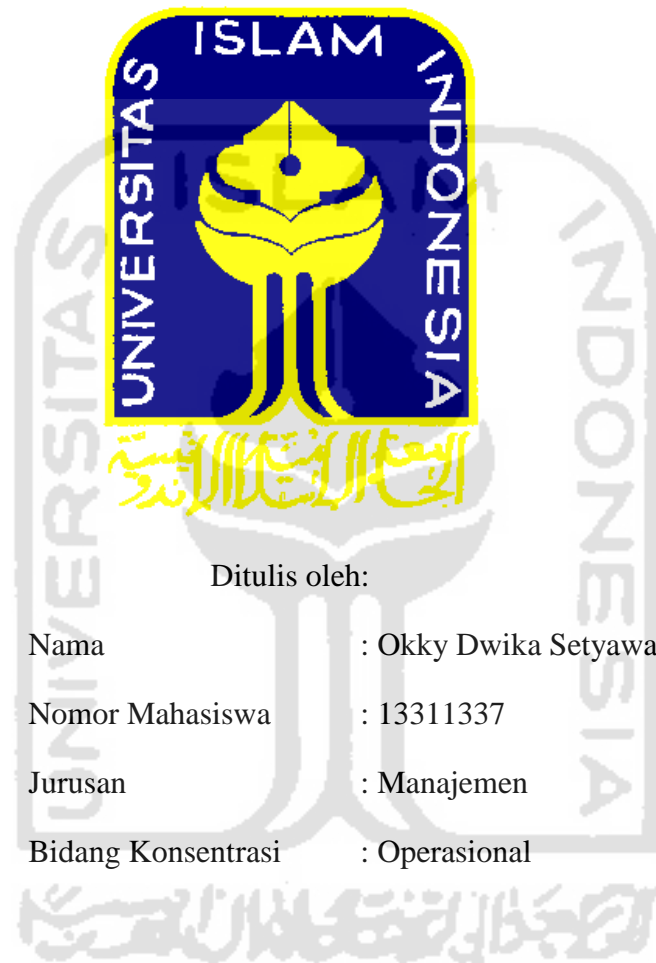 UNIVERSITAS ISLAM INDONESIA
Ditulis oleh:
Nama : Okky Dwika Setyawa
Nomor Mahasiswa : 13311337
Jurusan : Manajemen
Bidang Konsentrasi : Operasional